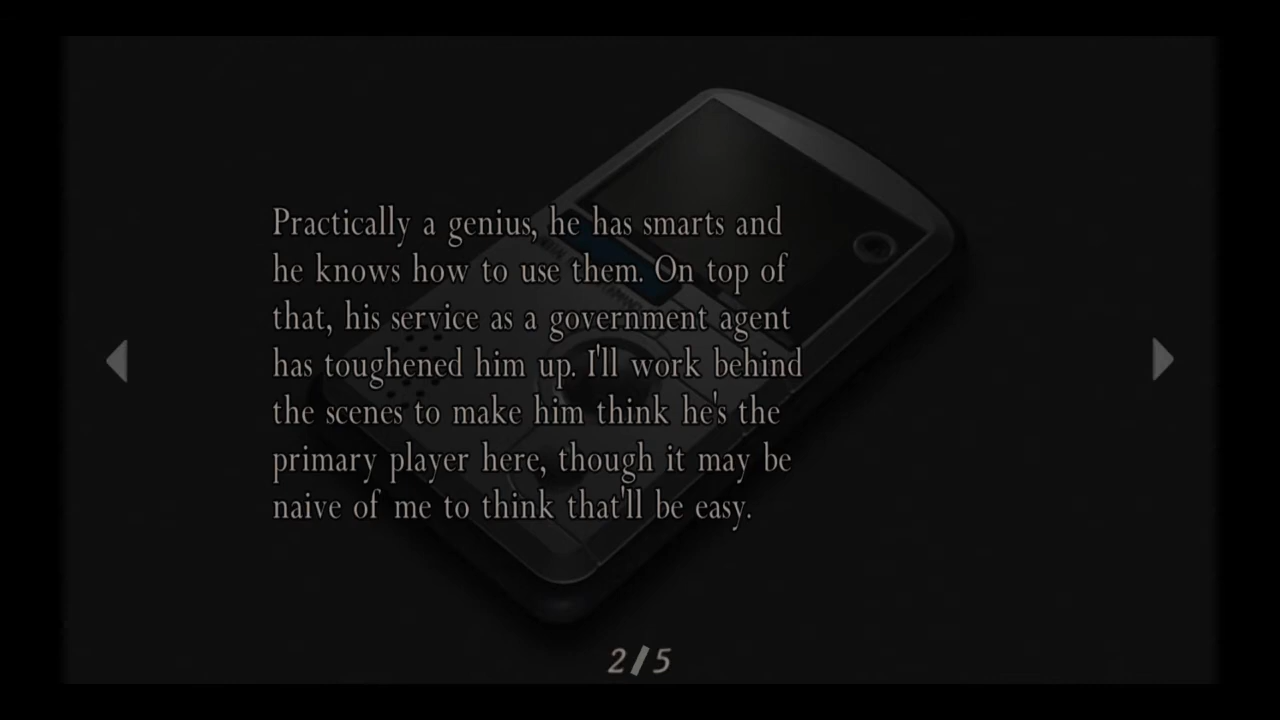 Practically a genius, he has smarts and
he knows how to use them. On top of
that, his service as a government agent
has toughened him up. I'll work behind
the scenes to make him think he's the
primary player here, though it may be
naive of me to think that'll be easy.
2/5